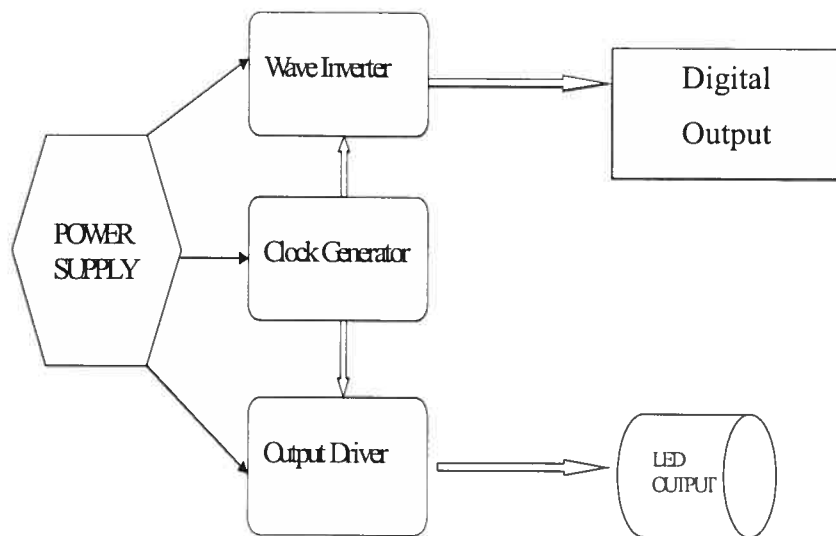 Wave Inverter
Digital
Output
POWER
SUPPLY
Clock Generator
Output Driver
LED
OUTPUT